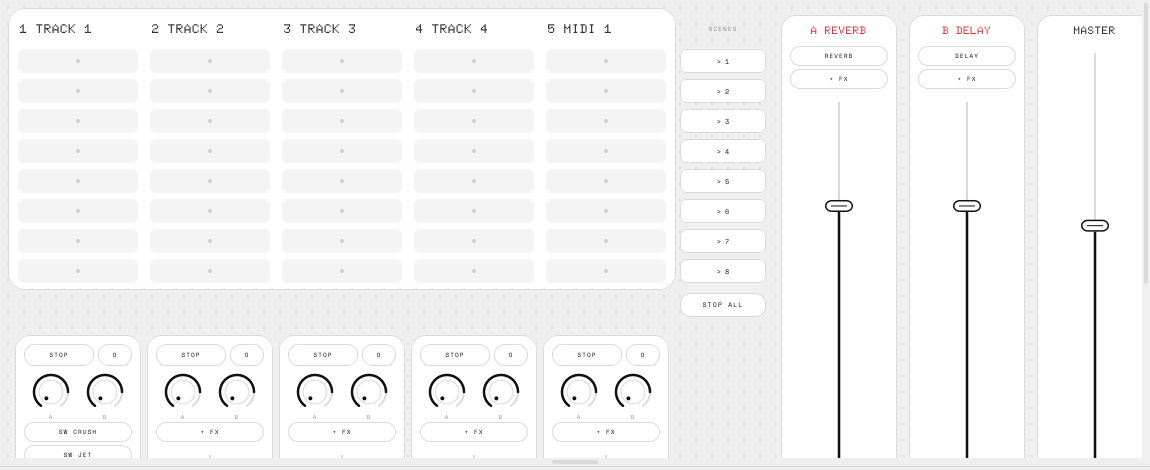 1 TRACK 1
2 TRACK 2
3 TRACK 3
4 TRACK 4
5 MIDI 1
SCENES
> 1
> 2
> 3
> 4
> 5
> 6
> 7
> 8
STOP ALL
A REVERB
REVERB
+ FX
B DELAY
DELAY
+ FX
MASTER
STOP 0
A B
SW CRUSH
SW JET
STOP 0
A B
+ FX
STOP 0
A B
+ FX
STOP 0
A B
+ FX
STOP 0
A B
+ FX